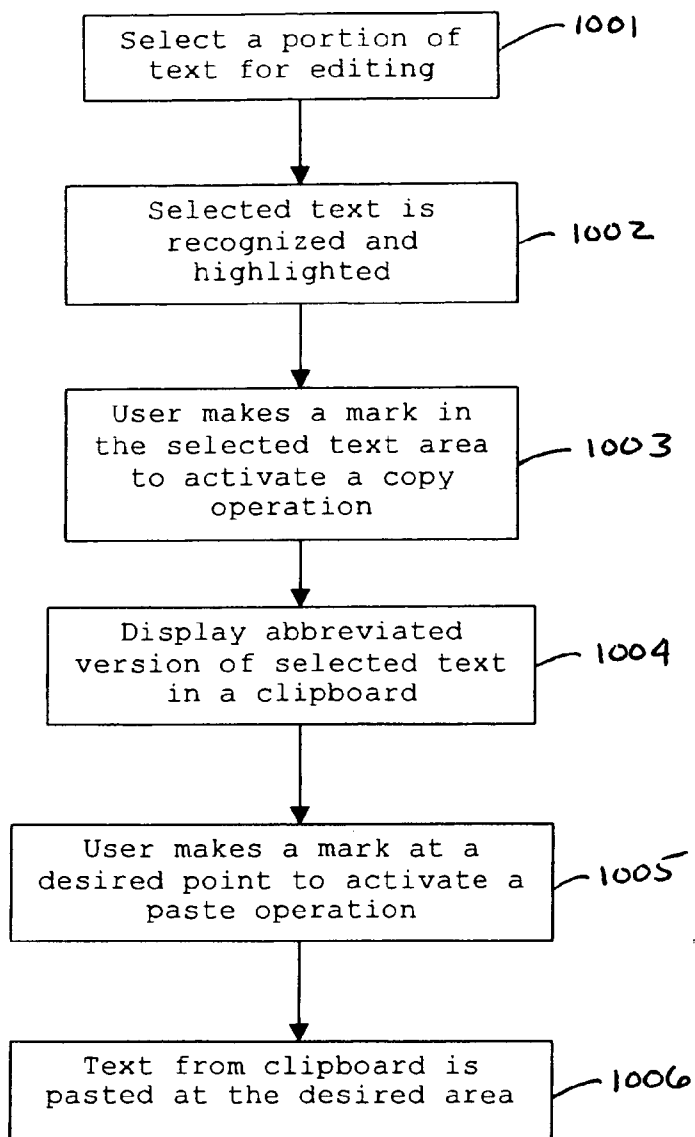 Select a portion of
text for editing
1001
Selected text is
recognized and
highlighted
1002
User makes a mark in
the selected text area
to activate a copy
operation
1003
Display abbreviated
version of selected text
in a clipboard
1004
User makes a mark at a
desired point to activate a
paste operation
1005
Text from clipboard is
pasted at the desired area
1006